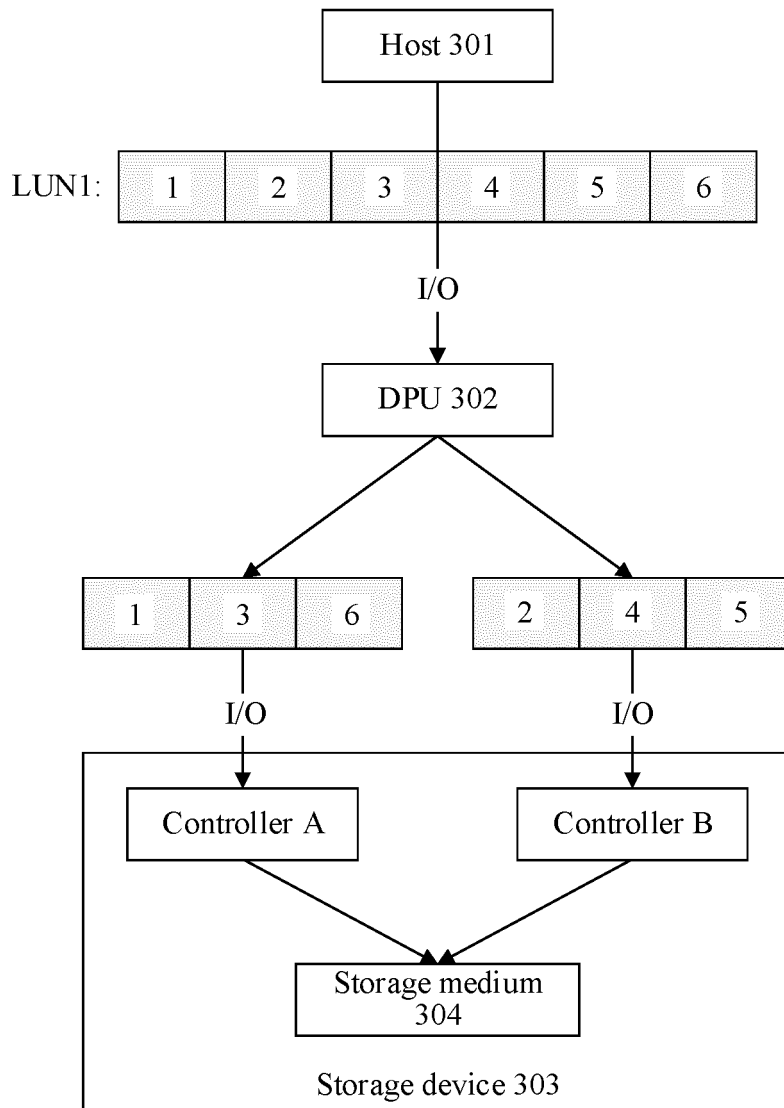 Host 301
LUN1: 1 2 3 4 5 6
I/O
DPU 302
1 3 6 2 4 5
I/O I/O
Controller A Controller B
Storage medium
304
Storage device 303